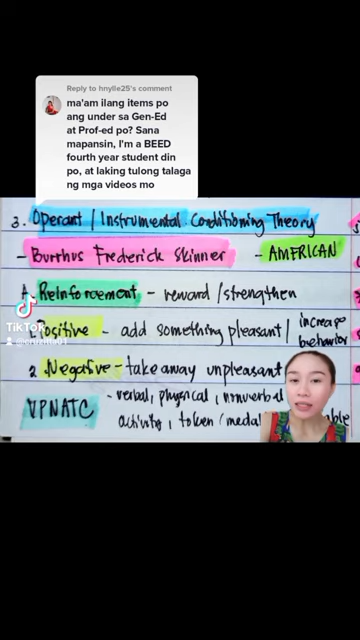 Reply to hnylle25's comment
ma'am ilang items po
ang under sa Gen-Ed
at Prof-ed po? Sana
mapansin, I'm a BEED
fourth year student din
po, at laking tulong talaga
ng mga videos mo
3. Operant / Instrumental Conditioning Theory
- Burrhus Frederick Skinner - AMERICAN
A. Reinforcement - reward / strengthen
1. Positive - add something pleasant / increase behavior
2. Negative - take away unpleasant
VPNATC - verbal, physical, nonverbal
activity, token
TikTok